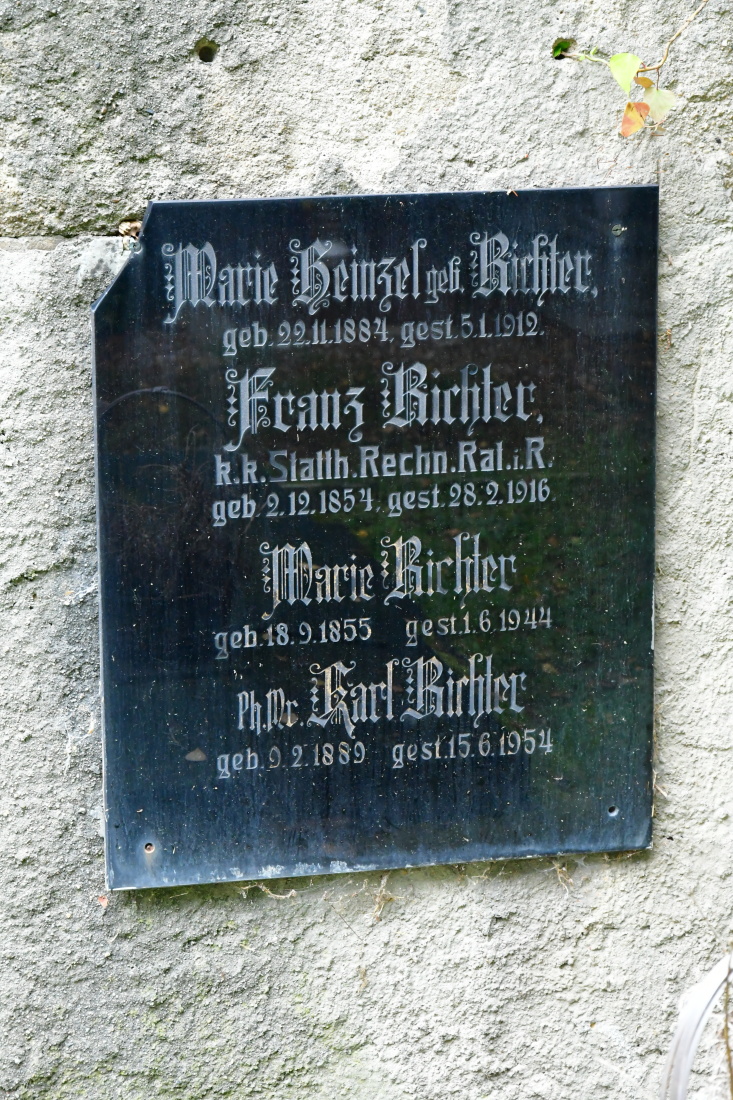 Marie Heinzel geb. Richter,
geb. 22.11.1884, gest. 5.1.1912.
Franz Richter,
k.k. Statth. Rechn. Rat. i. R.
geb. 2.12.1854, gest. 28.2.1916.
Marie Richter
geb. 18.9.1855 gest. 1.6.1944
Ph.Dr. Karl Richter
geb. 9.2.1889 gest. 15.6.1954